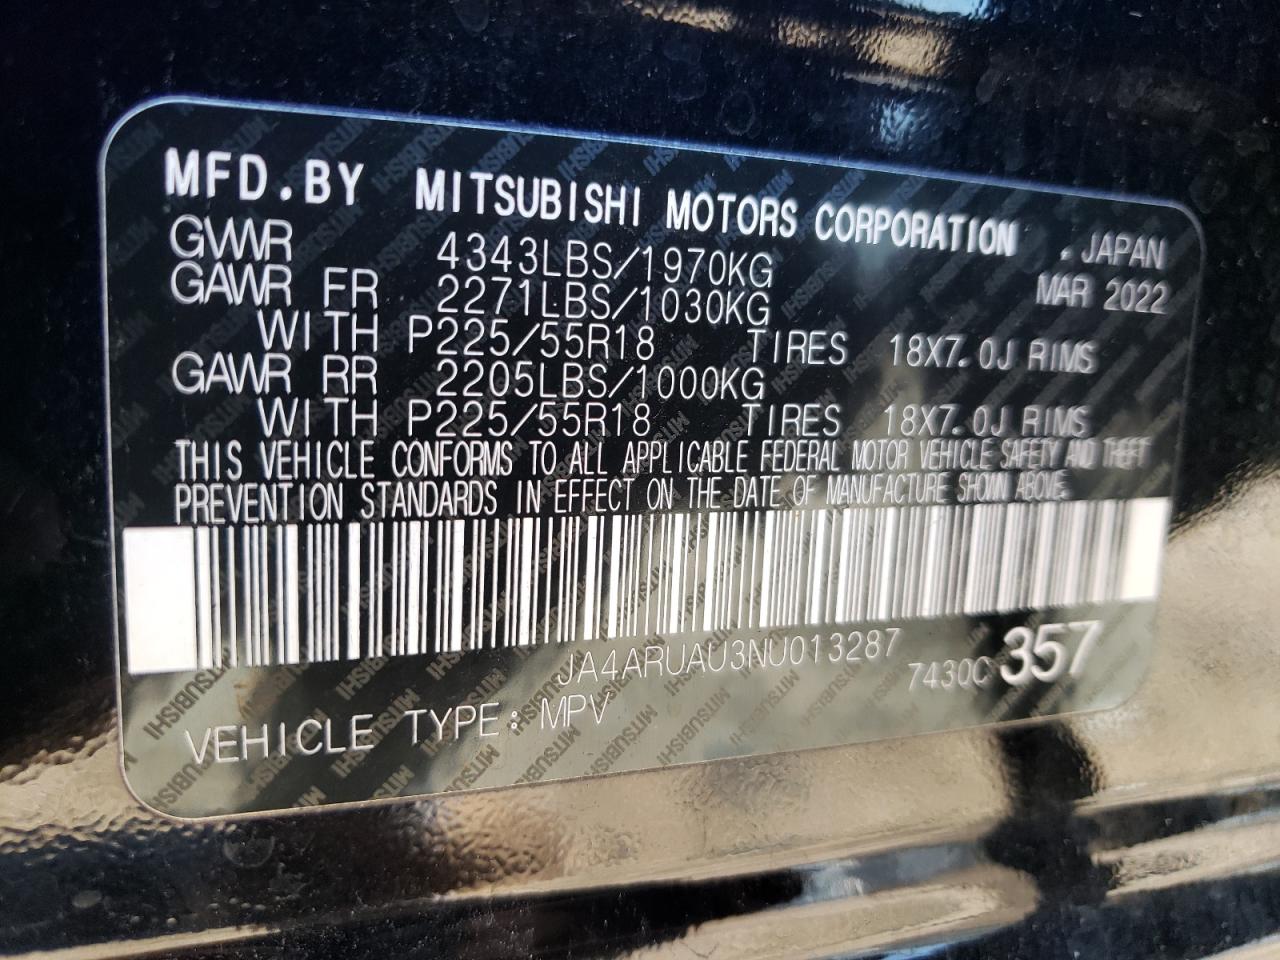 MFD.BY MITSUBISHI MOTORS CORPORATION .JAPAN
GVWR 4343LBS/1970KG MAR 2022
GAWR FR 2271LBS/1030KG
WITH P225/55R18 TIRES 18X7.0J RIMS
GAWR RR 2205LBS/1000KG
WITH P225/55R18 TIRES 18X7.0J RIMS
THIS VEHICLE CONFORMS TO ALL APPLICABLE FEDERAL MOTOR VEHICLE SAFETY AND THEFT
PREVENTION STANDARDS IN EFFECT ON THE DATE OF MANUFACTURE SHOWN ABOVE.
JA4ARUAU3NU013287 7430C 357
VEHICLE TYPE: MPV